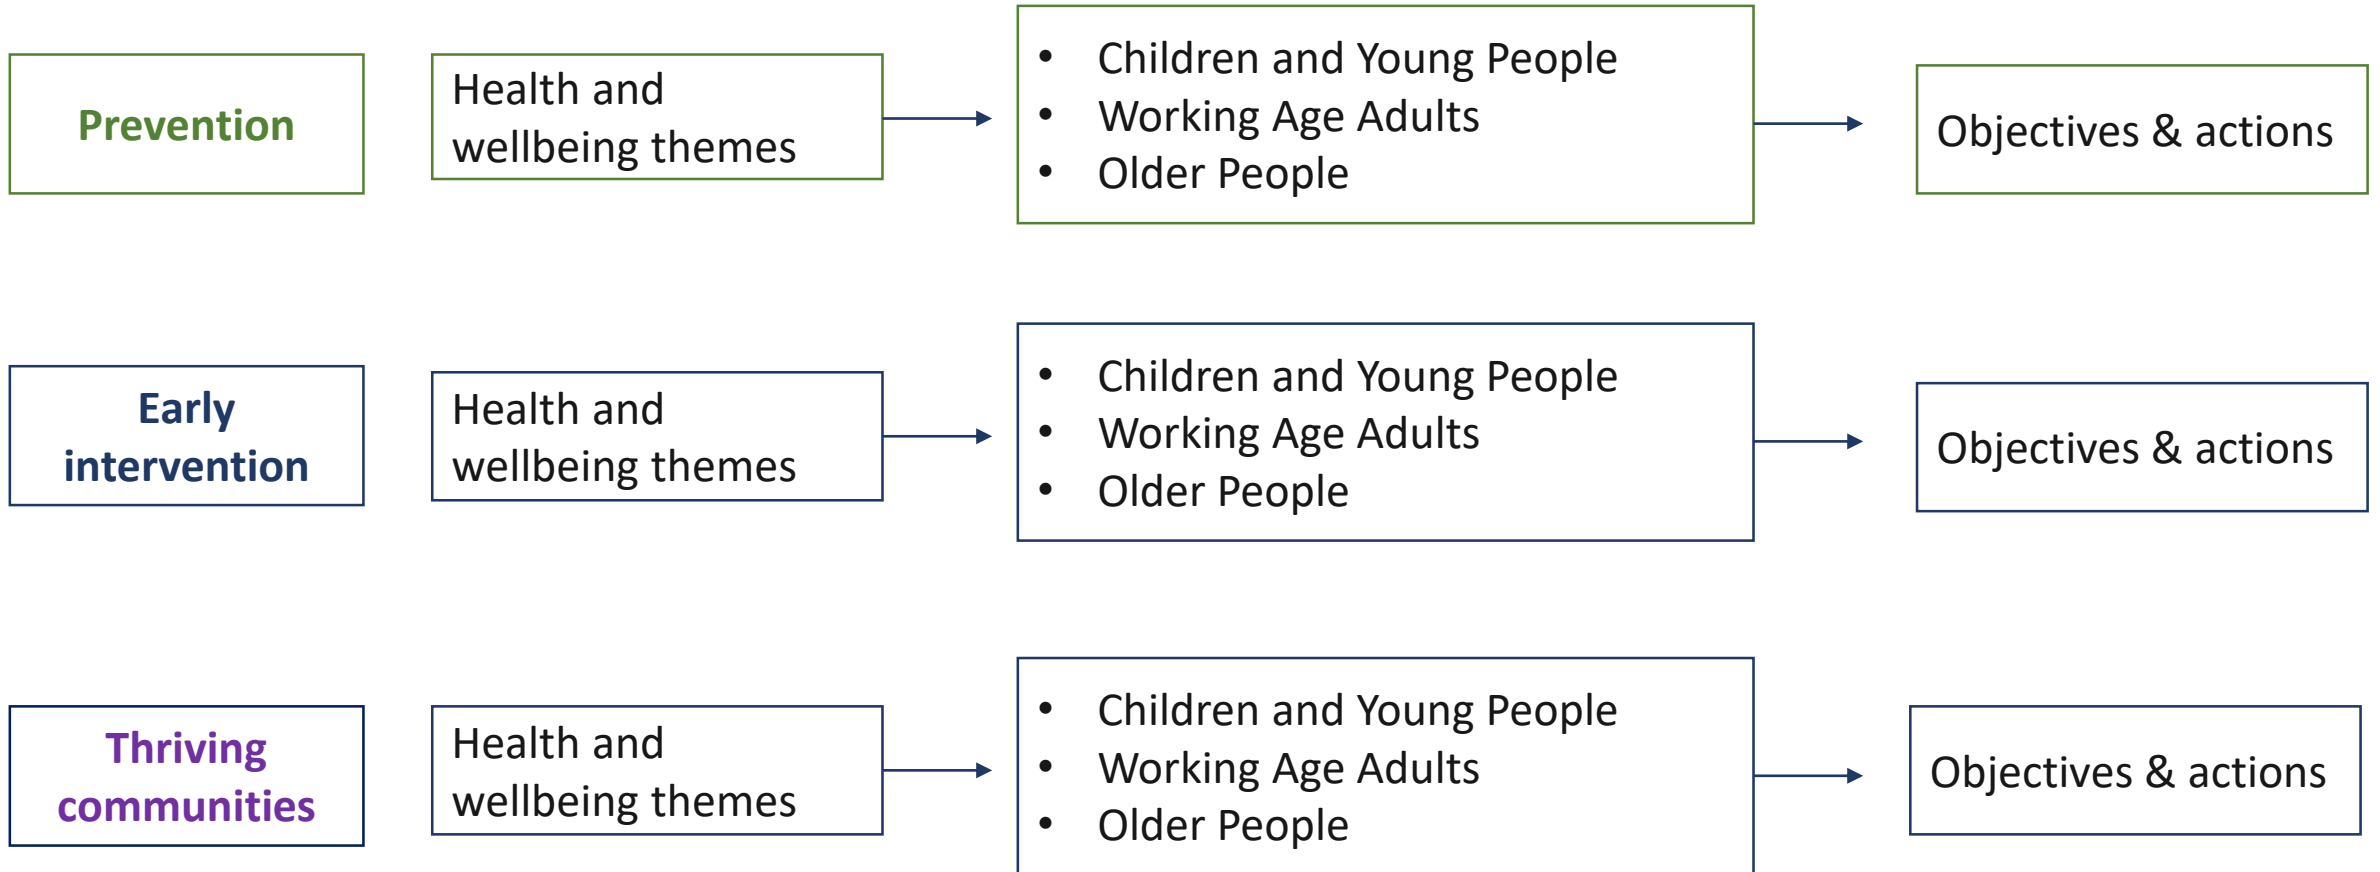 Prevention
Health and
wellbeing themes
• Children and Young People
• Working Age Adults
• Older People
Objectives & actions
Early
intervention
Health and
wellbeing themes
• Children and Young People
• Working Age Adults
• Older People
Objectives & actions
Thriving
communities
Health and
wellbeing themes
• Children and Young People
• Working Age Adults
• Older People
Objectives & actions